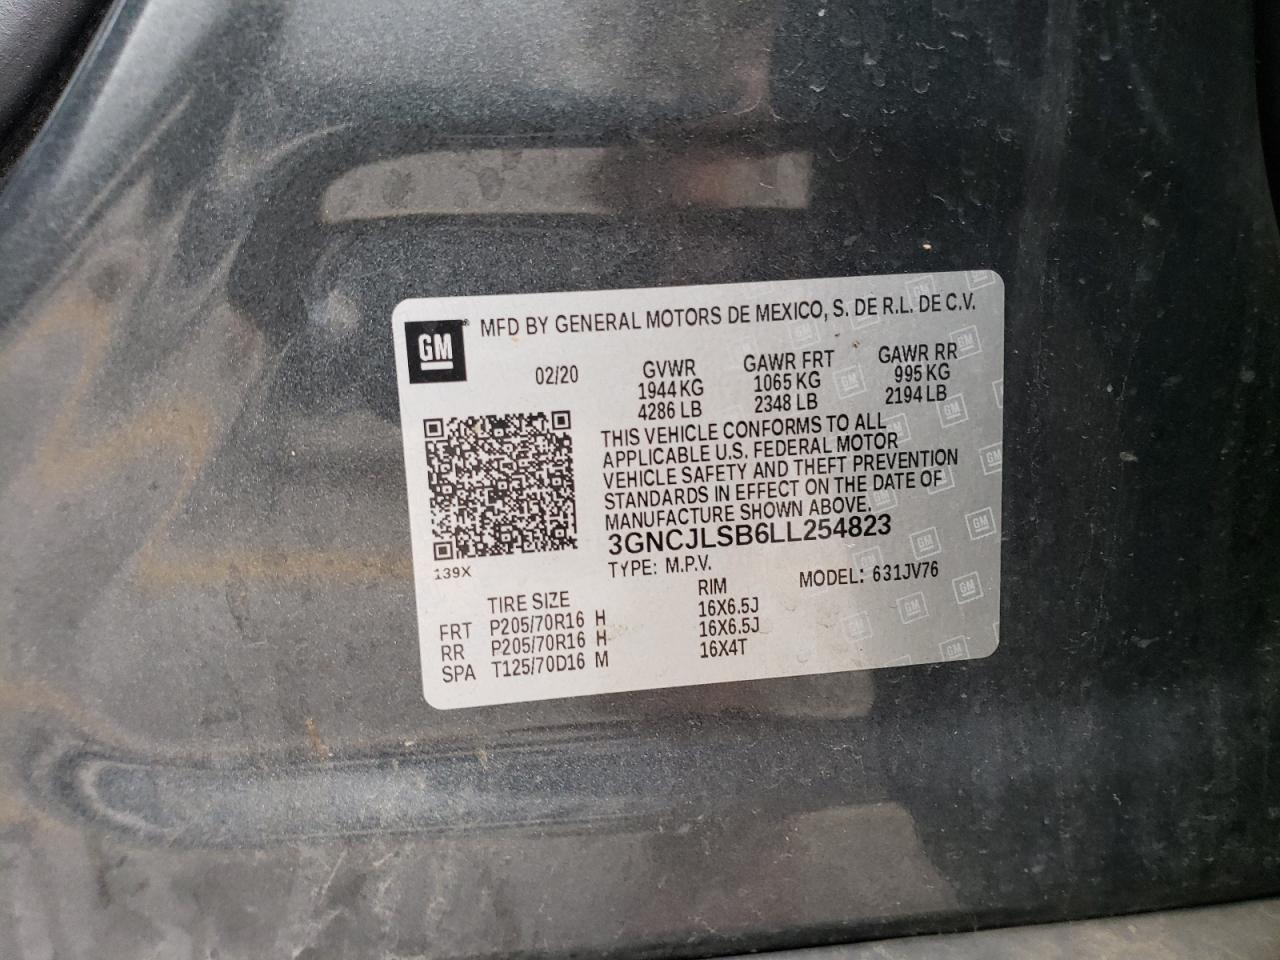 GM® MFD BY GENERAL MOTORS DE MEXICO, S. DE R.L. DE C.V.
02/20 GVWR GAWR FRT GAWR RR
1944 KG 1065 KG 995 KG
4286 LB 2348 LB 2194 LB
THIS VEHICLE CONFORMS TO ALL
APPLICABLE U.S. FEDERAL MOTOR
VEHICLE SAFETY AND THEFT PREVENTION
STANDARDS IN EFFECT ON THE DATE OF
MANUFACTURE SHOWN ABOVE.
3GNCJLSB6LL254823
139X
TYPE: M.P.V. MODEL: 631JV76
TIRE SIZE RIM
FRT P205/70R16 H 16X6.5J
RR P205/70R16 H 16X6.5J
SPA T125/70D16 M 16X4T